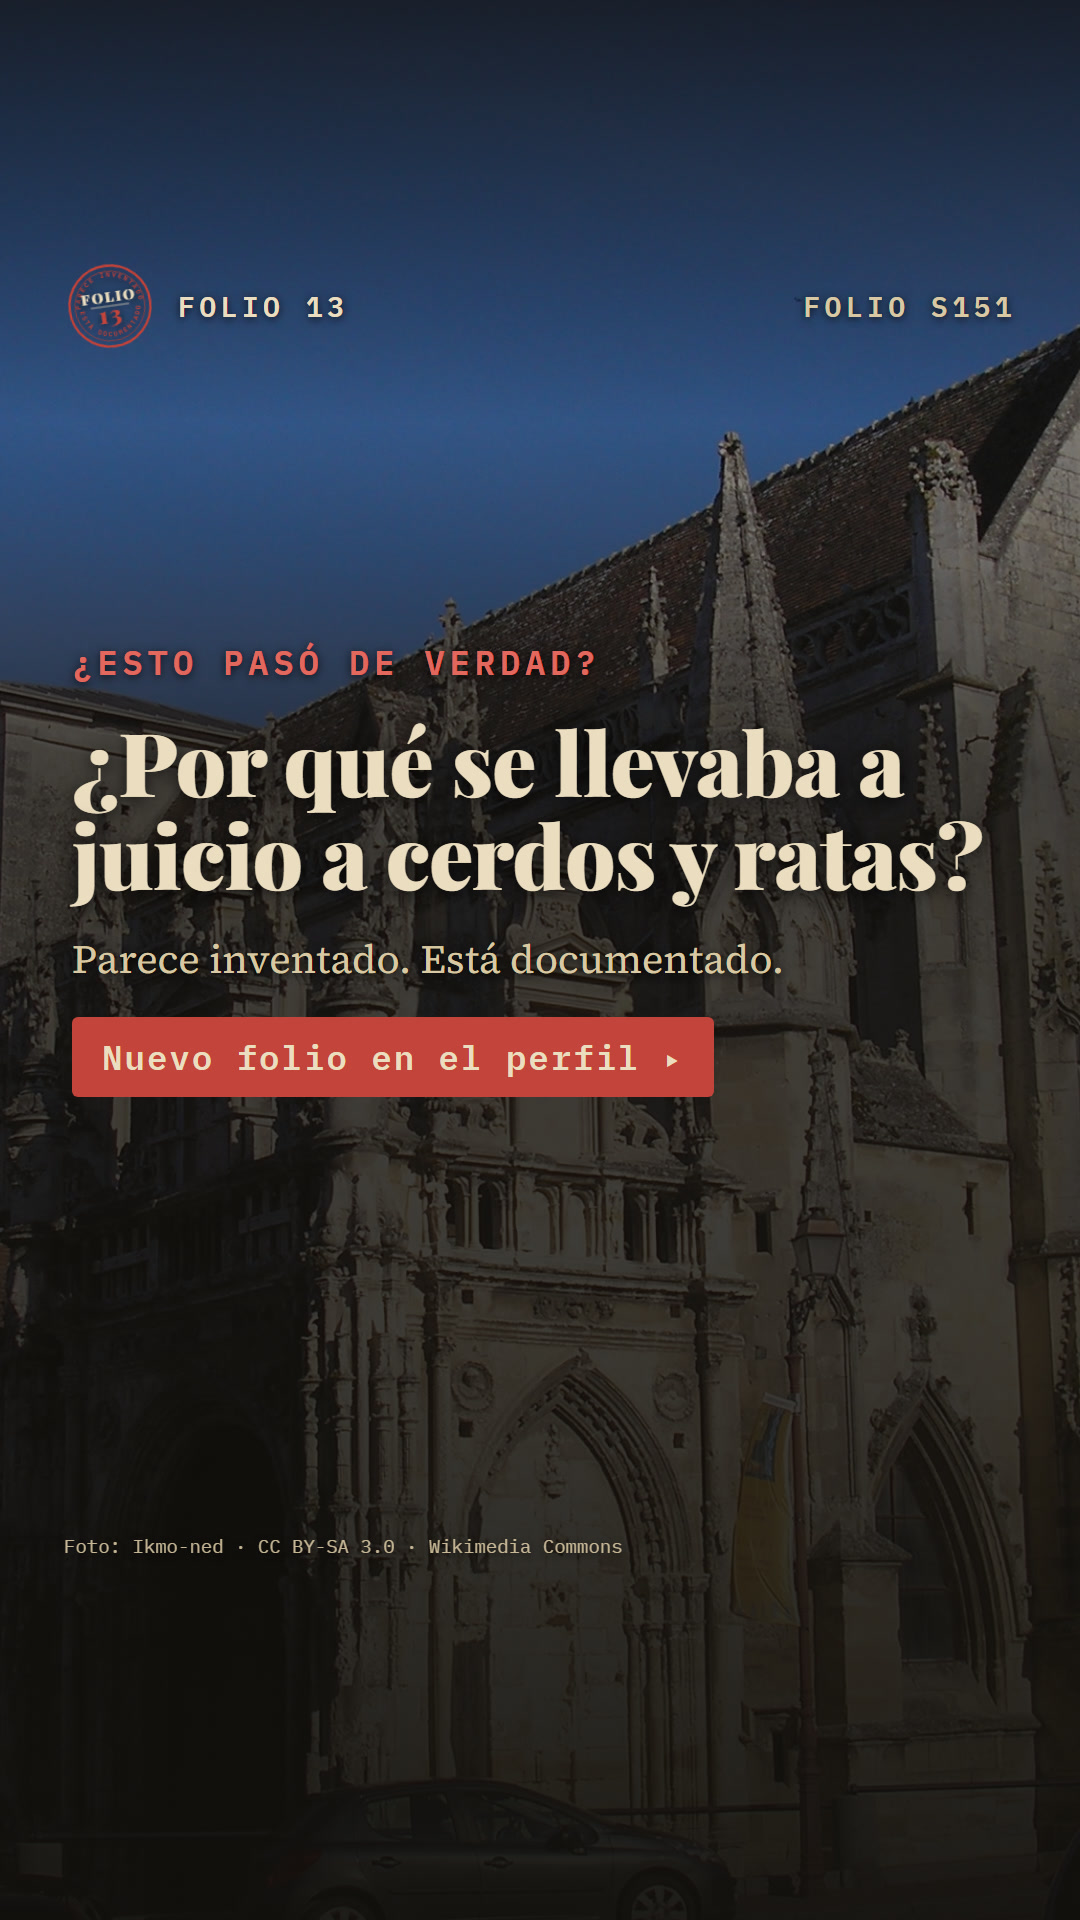 FOLIO 13
FOLIO 13
FOLIO S151
¿ESTO PASÓ DE VERDAD?
¿Por qué se llevaba a
juicio a cerdos y ratas?
Parece inventado. Está documentado.
Nuevo folio en el perfil ▸
Foto: Ikmo-ned · CC BY-SA 3.0 · Wikimedia Commons